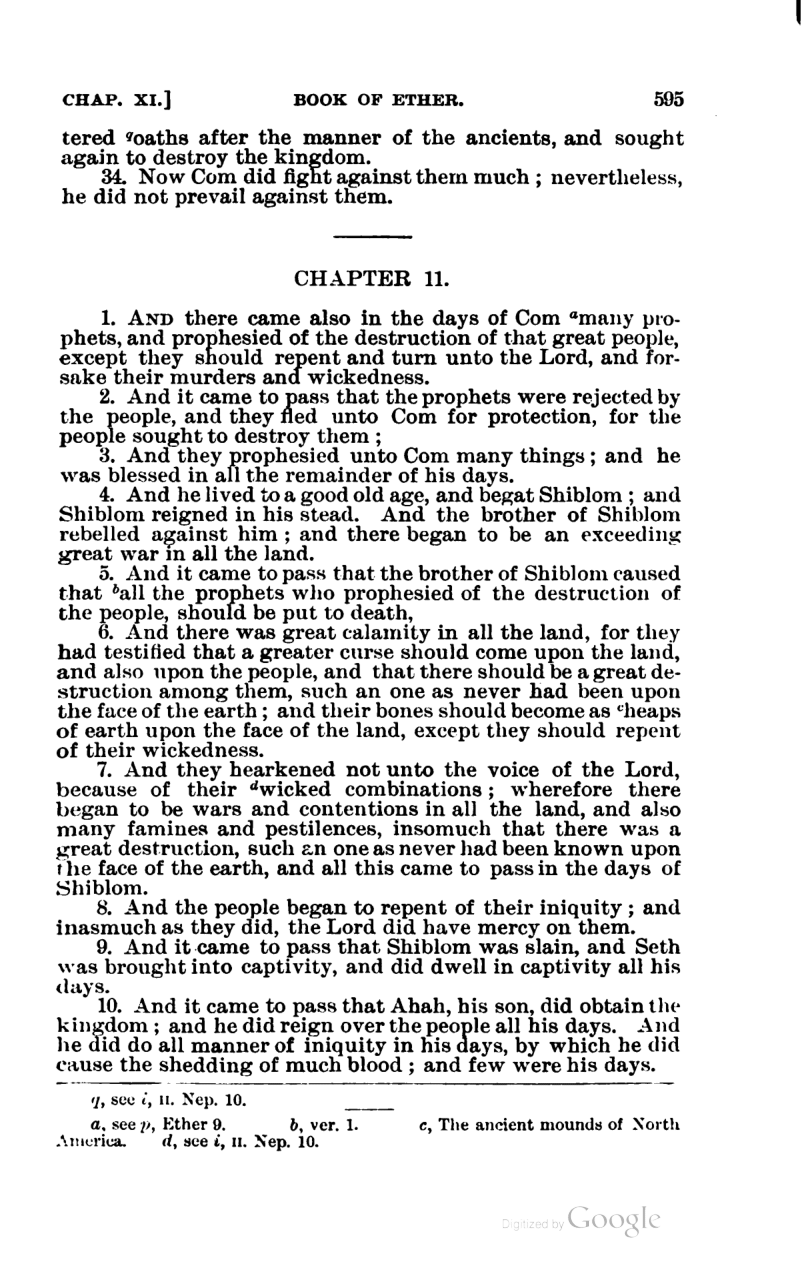 CHAP. XI.] BOOK OF ETHER. 595
tered qoaths after the manner of the ancients, and sought
again to destroy the kingdom.
34. Now Com did fight against them much; nevertheless,
he did not prevail against them.
CHAPTER 11.
1. AND there came also in the days of Com amany pro-
phets, and prophesied of the destruction of that great people,
except they should repent and turn unto the Lord, and for-
sake their murders and wickedness.
2. And it came to pass that the prophets were rejected by
the people, and they fled unto Com for protection, for the
people sought to destroy them;
3. And they prophesied unto Com many things; and he
was blessed in all the remainder of his days.
4. And he lived to a good old age, and begat Shiblom; and
Shiblom reigned in his stead. And the brother of Shiblom
rebelled against him; and there began to be an exceeding
great war in all the land.
5. And it came to pass that the brother of Shiblom caused
that ball the prophets who prophesied of the destruction of
the people, should be put to death,
6. And there was great calamity in all the land, for they
had testified that a greater curse should come upon the land,
and also upon the people, and that there should be a great de-
struction among them, such an one as never had been upon
the face of the earth; and their bones should become as cheaps
of earth upon the face of the land, except they should repent
of their wickedness.
7. And they hearkened not unto the voice of the Lord,
because of their dwicked combinations; wherefore there
began to be wars and contentions in all the land, and also
many famines and pestilences, insomuch that there was a
great destruction, such an one as never had been known upon
the face of the earth, and all this came to pass in the days of
Shiblom.
8. And the people began to repent of their iniquity; and
inasmuch as they did, the Lord did have mercy on them.
9. And it came to pass that Shiblom was slain, and Seth
was brought into captivity, and did dwell in captivity all his
days.
10. And it came to pass that Ahah, his son, did obtain the
kingdom; and he did reign over the people all his days. And
he did do all manner of iniquity in his days, by which he did
cause the shedding of much blood; and few were his days.
q, see i, II. Nep. 10.
a, see p, Ether 9. b, ver. 1. c, The ancient mounds of North
America. d, see i, II. Nep. 10.
Digitized by Google